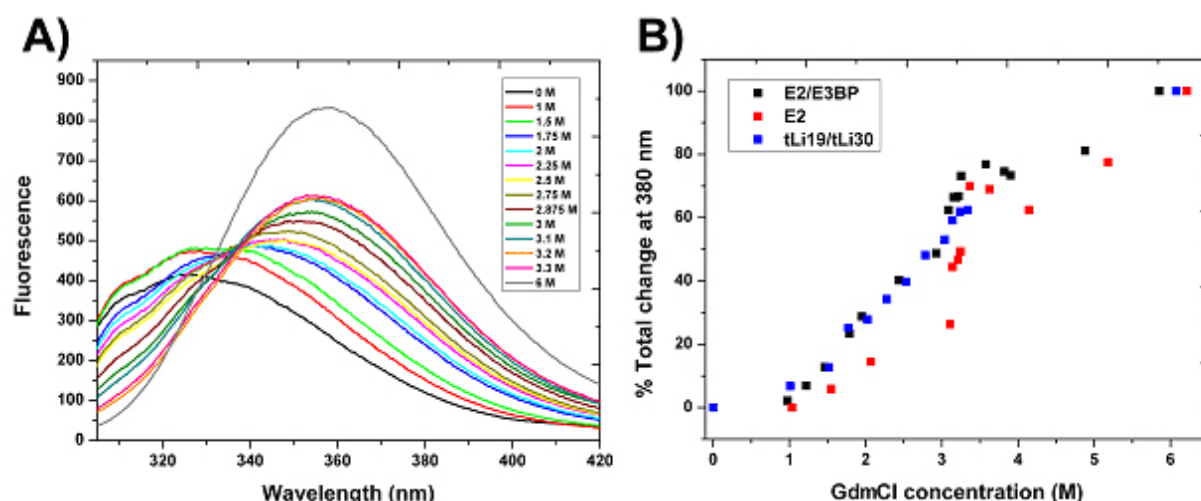 A)
900
800
700
600
500
400
300
200
100
0
Fluorescence
320 340 360 380 400 420
Wavelength (nm)
0 M
1 M
1.5 M
1.75 M
2 M
2.25 M
2.5 M
2.75 M
2.875 M
3 M
3.1 M
3.2 M
3.3 M
6 M
B)
100
80
60
40
20
0
% Total change at 380 nm
0 1 2 3 4 5 6
GdmCl concentration (M)
E2/E3BP
E2
tLi19/tLi30